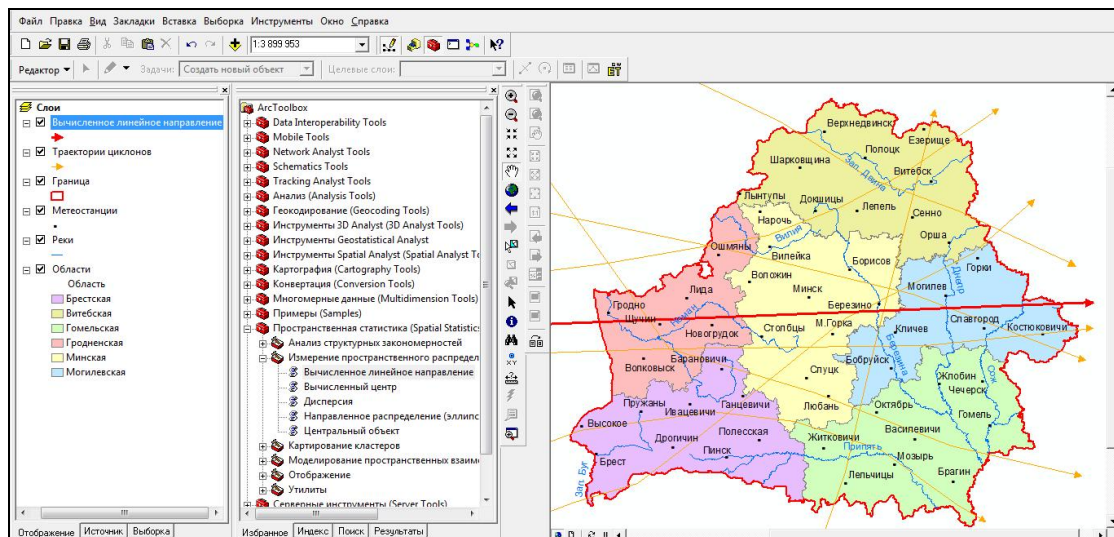 Файл Правка Вид Закладки Вставка Выборка Инструменты Окно Справка
1:3 899 953
Редактор Задачи: Создать новый объект Целевые слои:
Слои
Вычисленное линейное направление
Траектории циклонов
Граница
Метеостанции
Реки
Области
Область
Брестская
Витебская
Гомельская
Гродненская
Минская
Могилевская
Отображение Источник Выборка
ArcToolbox
Data Interoperability Tools
Mobile Tools
Network Analyst Tools
Schematics Tools
Tracking Analyst Tools
Анализ (Analysis Tools)
Геокодирование (Geocoding Tools)
Инструменты 3D Analyst (3D Analyst Tools)
Инструменты Geostatistical Analyst
Инструменты Spatial Analyst (Spatial Analyst To
Картография (Cartography Tools)
Конвертация (Conversion Tools)
Многомерные данные (Multidimension Tools)
Примеры (Samples)
Пространственная статистика (Spatial Statistics
Анализ структурных закономерностей
Измерение пространственного распредел
Вычисленное линейное направление
Вычисленный центр
Дисперсия
Направленное распределение (эллипс
Центральный объект
Картирование кластеров
Моделирование пространственных взаимо
Отображение
Утилиты
Серверные инструменты (Server Tools)
Избранное Индекс Поиск Результаты
Верхнедвинск
Езерище
Полоцк
Шарковщина
Зап. Двина
Витебск
Лынтупы
Докшицы
Лепель
Нарочь
Сенно
Орша
Ошмяны
Вилия
Вилейка
Борисов
Горки
Воложин
Днепр
Лида
Минск
Могилев
Гродно
Березино
Щучин
Неман
Славгород
Столбцы
М.Горка
Кличев
Костюковичи
Новогрудок
Барановичи
Бобруйск
Березина
Волковыск
Слуцк
Жлобин
Сож
Чечерск
Ганцевичи
Пружаны
Ивацевичи
Любань
Октябрь
Гомель
Высокое
Полесская
Василевичи
Дрогичин
Житковичи
Припять
Брест
Пинск
Мозырь
Лельчицы
Брагин
Зап. Буг